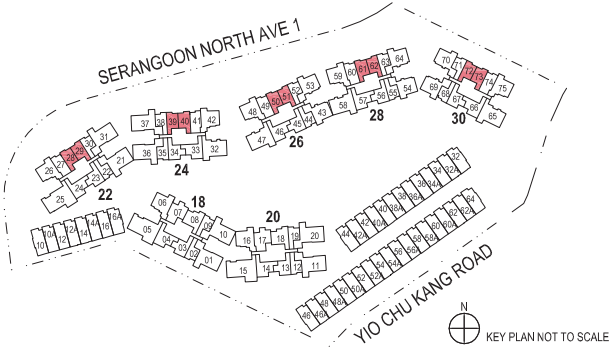 SERANGOON NORTH AVE 1
70 71 72 73 74 75
69 68 67 66 65
30
59 60 61 62 63 64
58 57 56 55 54
28
48 49 50 51 52 53
47 46 45 44 43
26
37 38 39 40 41 42
36 35 34 33 32
24
26 27 28 29 30 31
25 24 23 22 21
22
18
06 07 08 09 10
05 04 03 02 01
20
16 17 18 19 20
15 14 13 12 11
10 10A 12 12A 14 14A 16 16A
44 42A 42 40A 40 38A 38 36A 36 34A 34 32A 32
46 46A 48 48A 50 50A 52 52A 54 54A 56 56A 58 58A 60 60A 62 62A 64
YIO CHU KANG ROAD
N
KEY PLAN NOT TO SCALE